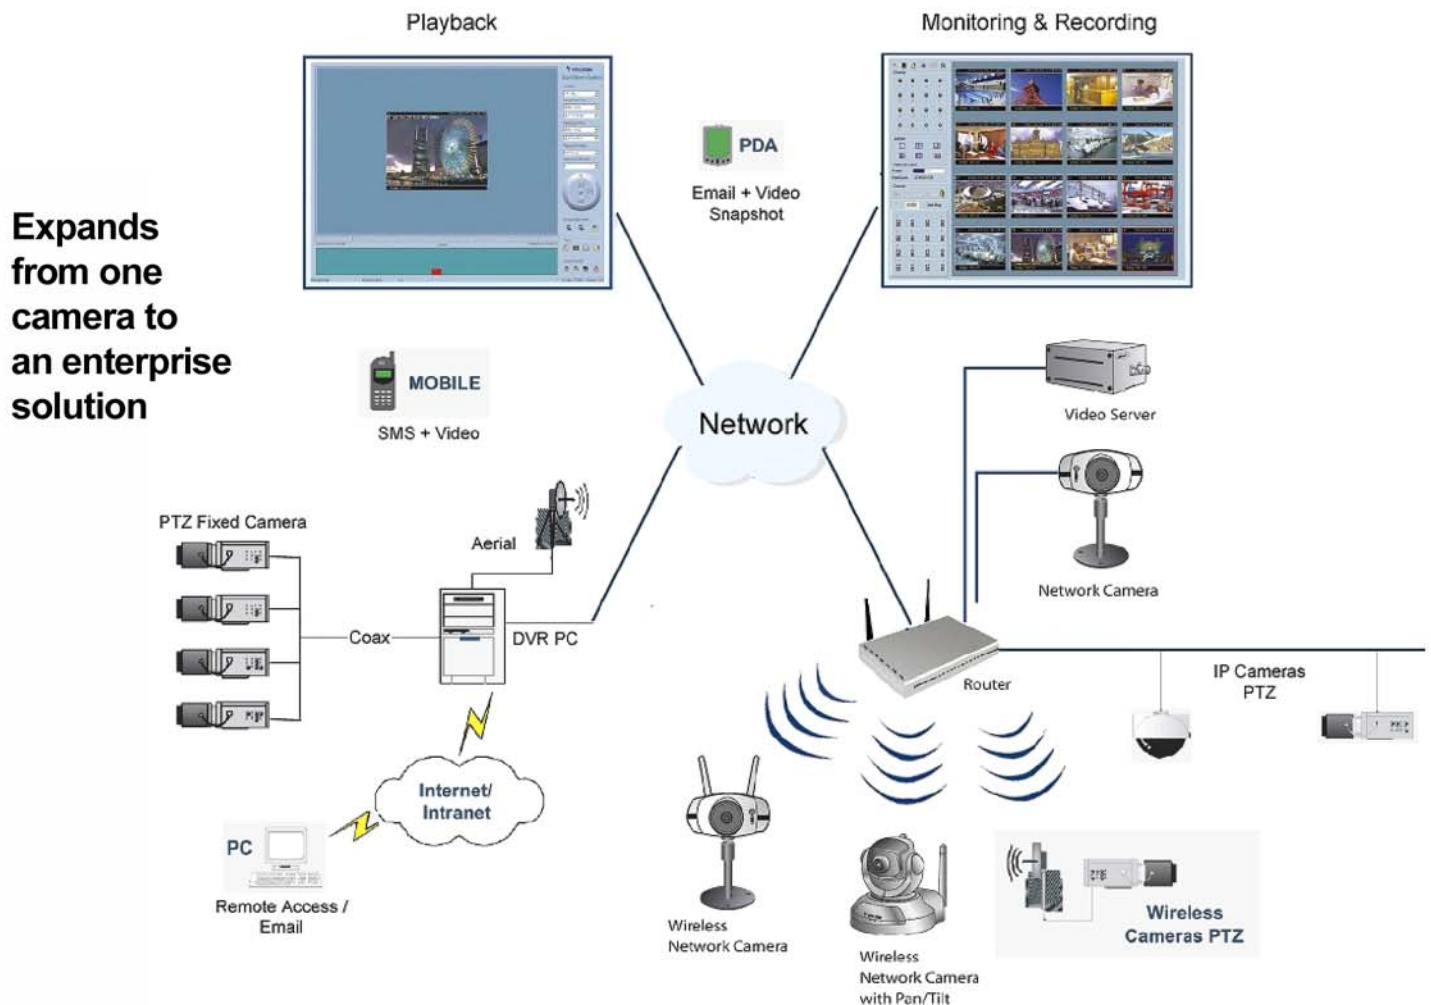 Playback
Monitoring & Recording
PDA
Email + Video
Snapshot
Expands
from one
camera to
an enterprise
solution
MOBILE
SMS + Video
Network
Video Server
Network Camera
PTZ Fixed Camera
Aerial
Coax
DVR PC
Router
IP Cameras
PTZ
Internet/
Intranet
PC
Remote Access /
Email
Wireless
Network Camera
Wireless
Network Camera
with Pan/Tilt
Wireless
Cameras PTZ